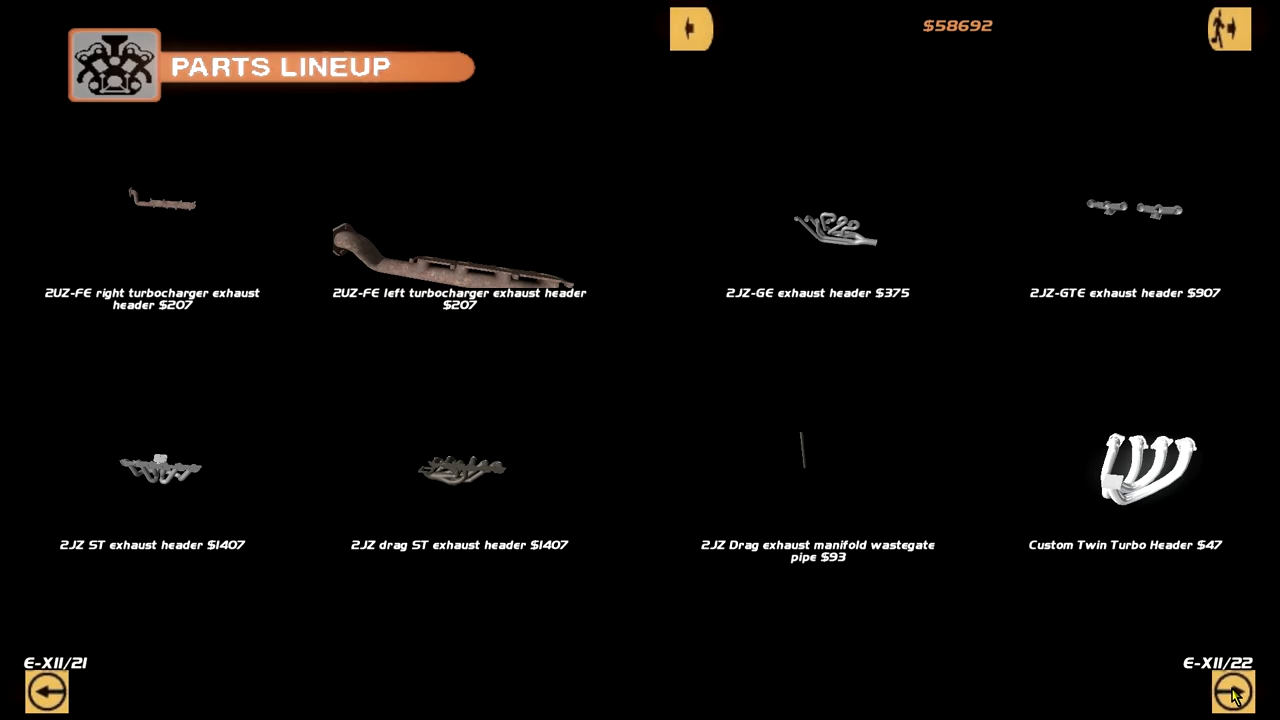 PARTS LINEUP
$58692
2UZ-FE right turbocharger exhaust
header $207
2UZ-FE left turbocharger exhaust header
$207
2JZ-GE exhaust header $375
2JZ-GTE exhaust header $907
2JZ ST exhaust header $1407
2JZ drag ST exhaust header $1407
2JZ Drag exhaust manifold wastegate
pipe $93
Custom Twin Turbo Header $47
E-XII/21
E-XII/22